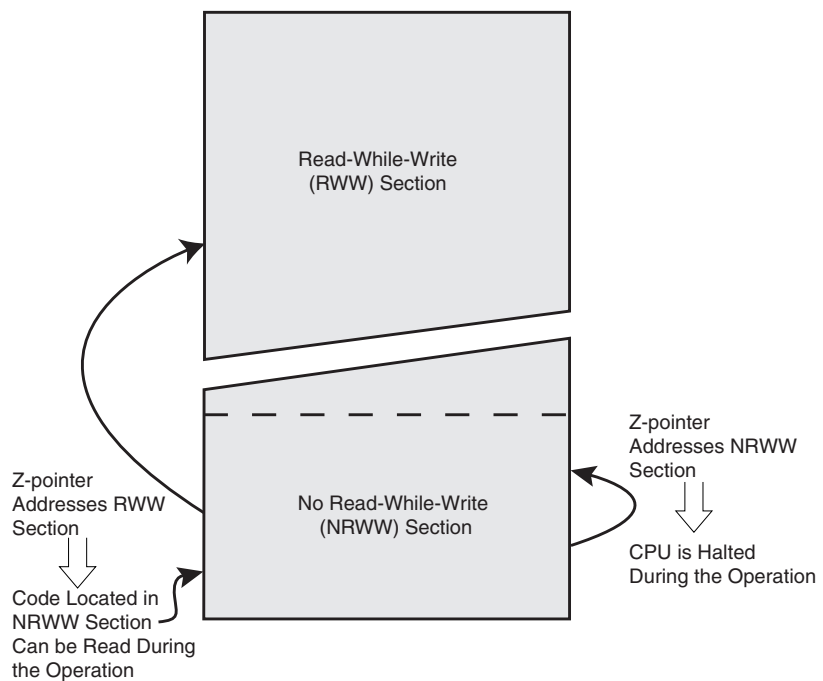 Read-While-Write
(RWW) Section
Z-pointer
Addresses NRWW
Section
Z-pointer
Addresses RWW
Section
No Read-While-Write
(NRWW) Section
CPU is Halted
During the Operation
Code Located in
NRWW Section
Can be Read During
the Operation